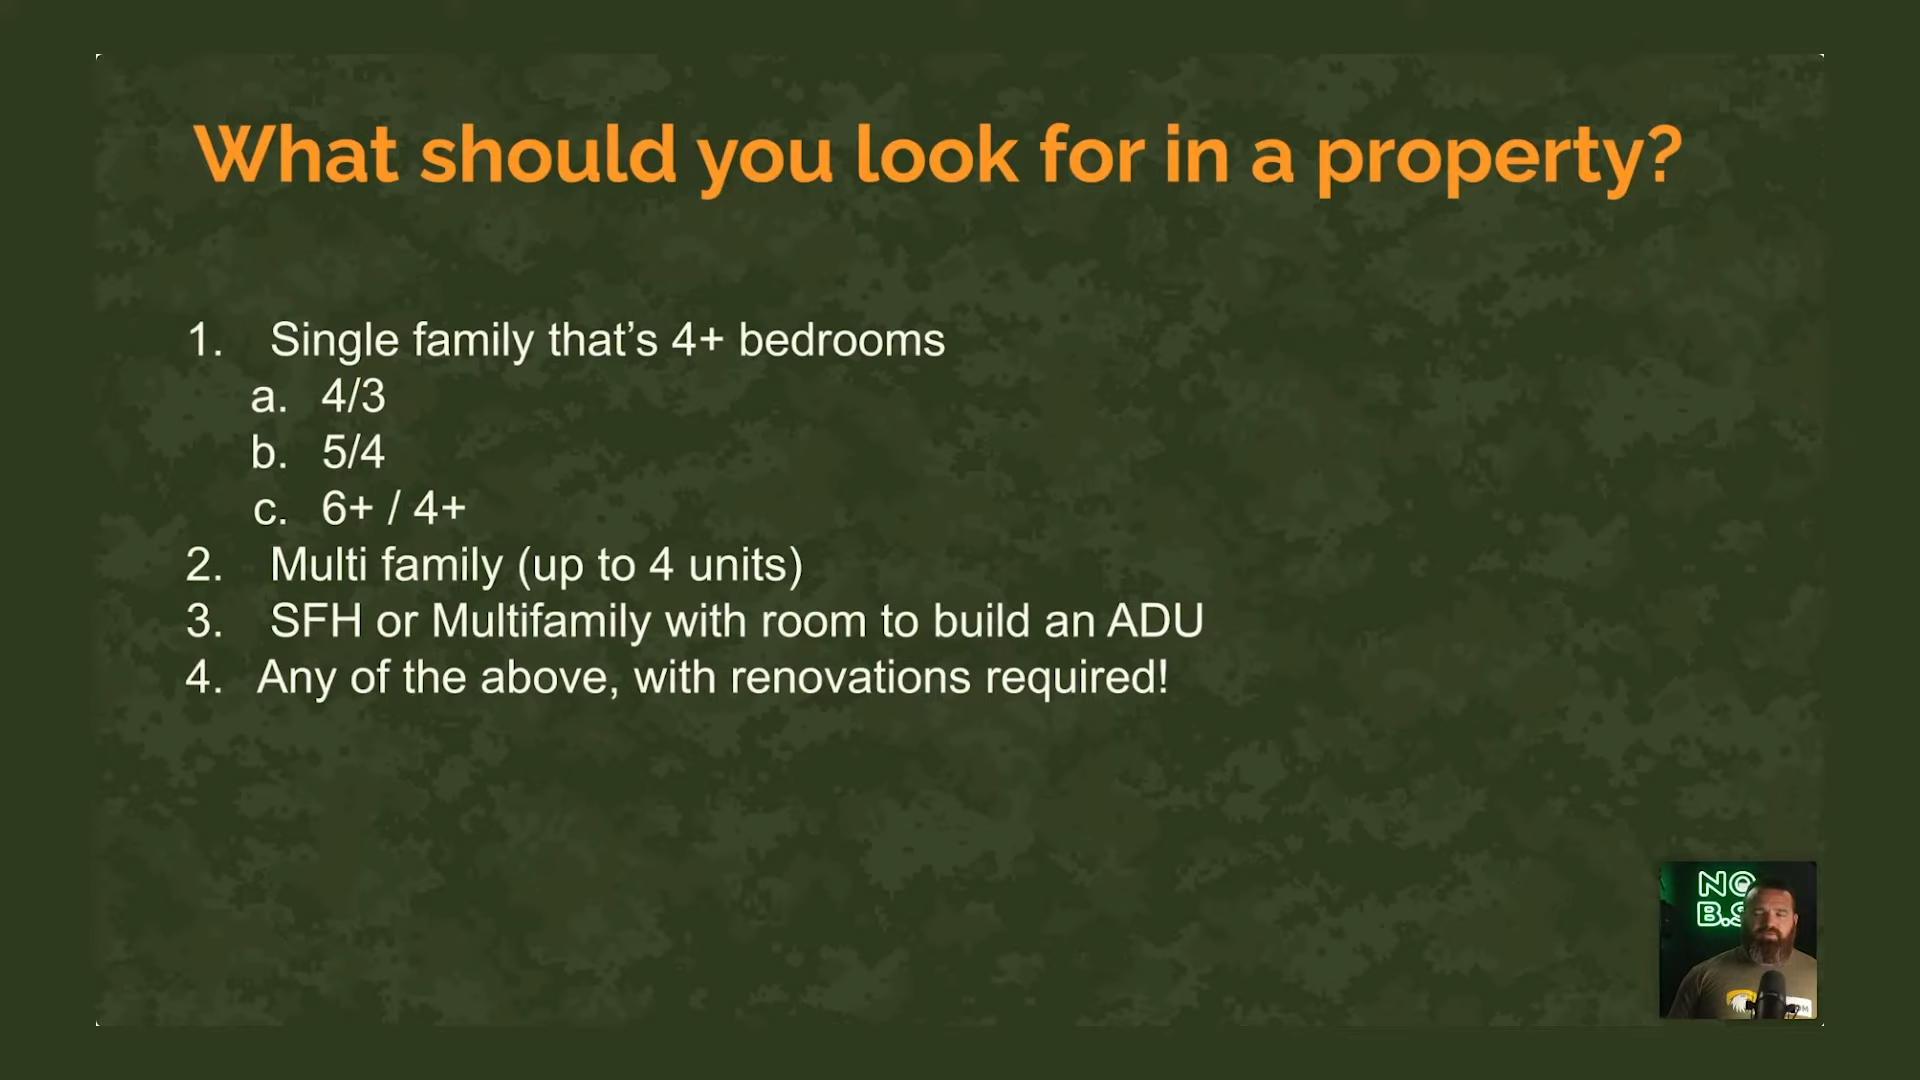 What should you look for in a property?
1. Single family that's 4+ bedrooms
a. 4/3
b. 5/4
c. 6+ / 4+
2. Multi family (up to 4 units)
3. SFH or Multifamily with room to build an ADU
4. Any of the above, with renovations required!
NO
B.S